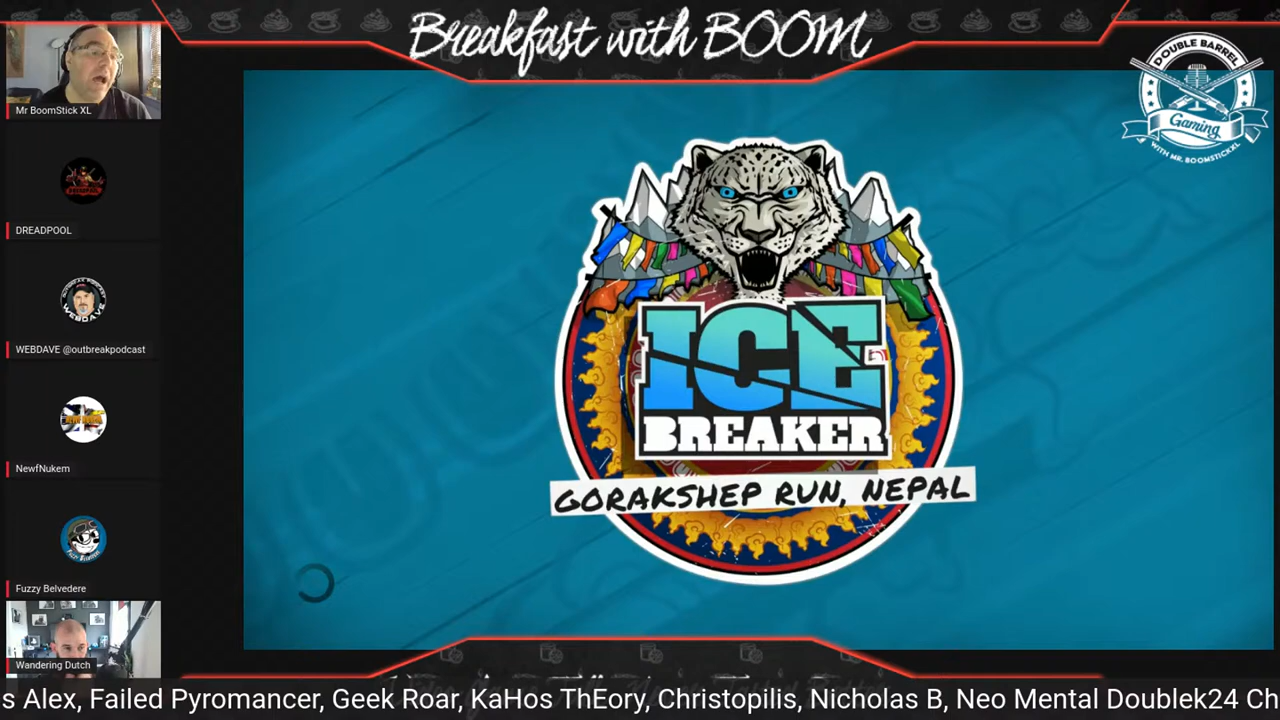 Breakfast with BOOM
DOUBLE BARREL
Gaming
WITH MR. BOOMSTICKXL
Mr BoomStick XL
DREADPOOL
WEBDAVE @outbreakpodcast
NewfNukem
Fuzzy Belvedere
Wandering Dutch
ICE
BREAKER
GORAKSHEP RUN, NEPAL
s Alex, Failed Pyromancer, Geek Roar, KaHos ThEory, Christopilis, Nicholas B, Neo Mental Doublek24 Ch